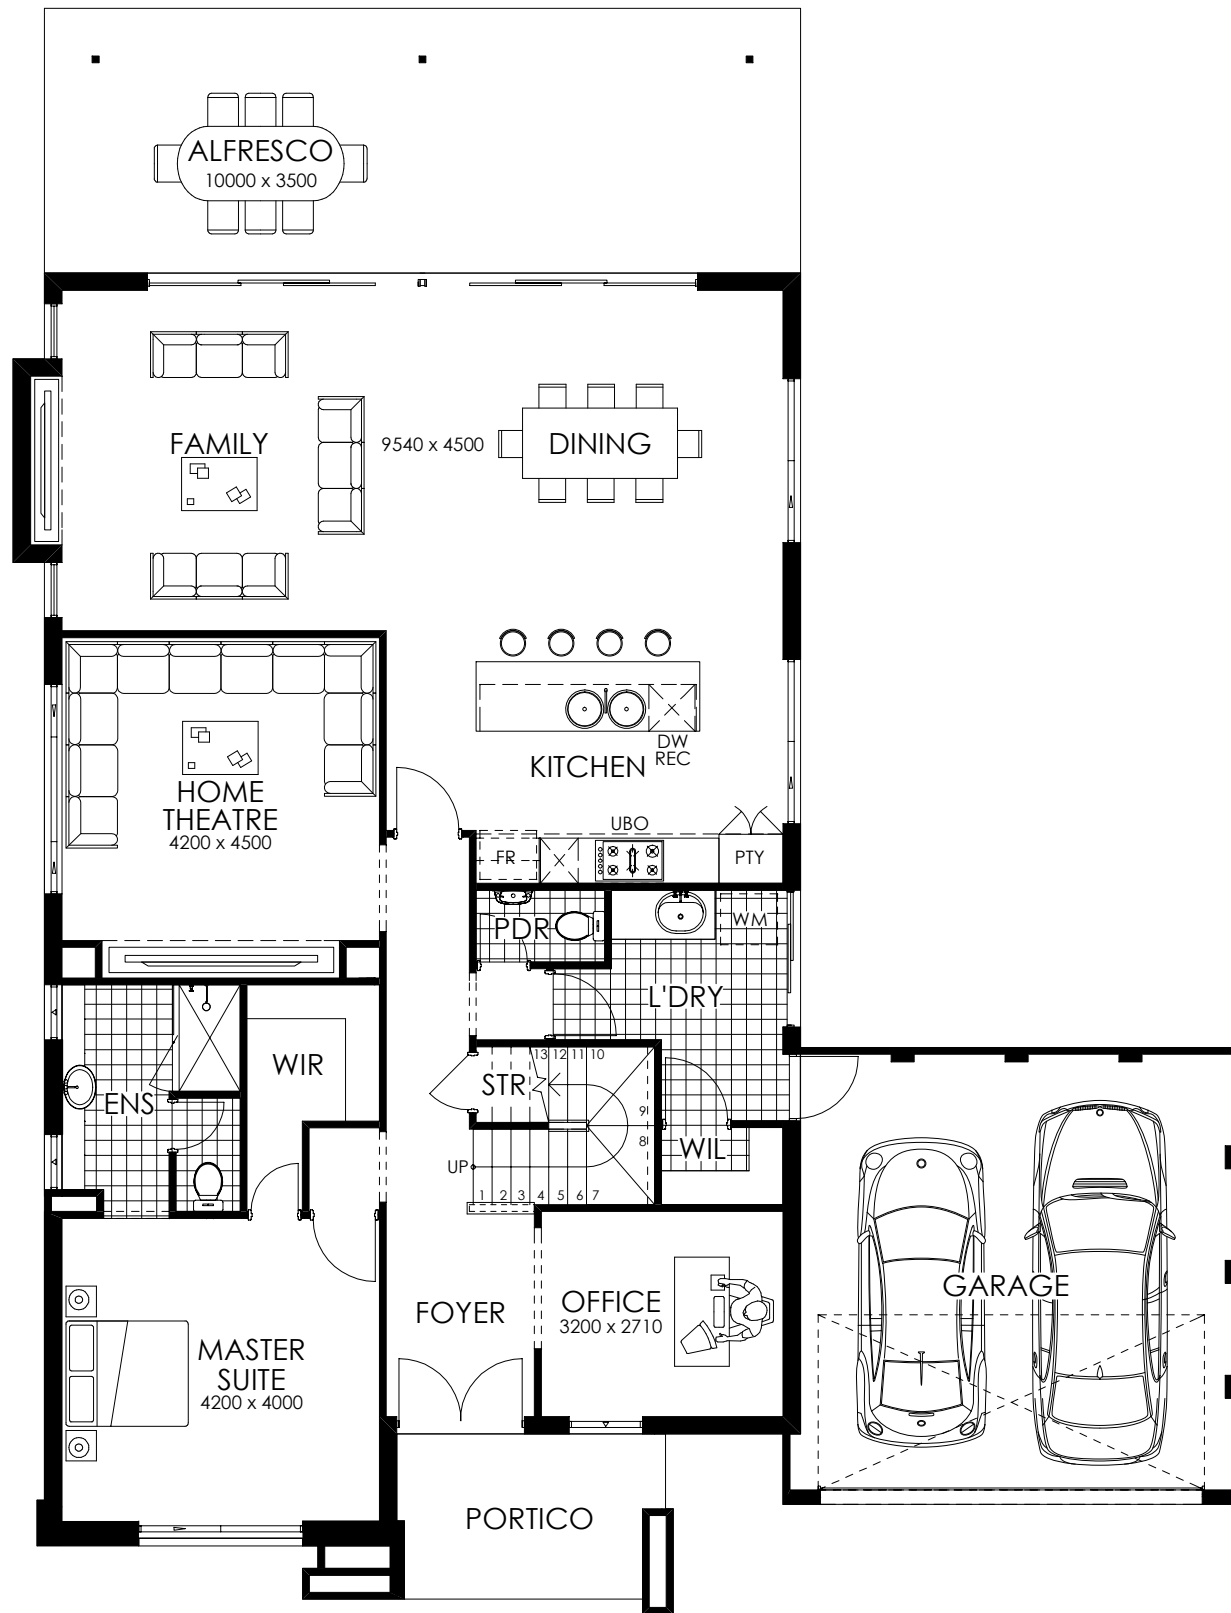 ALFRESCO
10000 x 3500
FAMILY
9540 x 4500
DINING
KITCHEN
DW
REC
HOME
THEATRE
4200 x 4500
UBO
FR
PTY
PDR
WM
L'DRY
WIR
ENS
STR
13 12 11 10
9
8
WIL
UP
1 2 3 4 5 6 7
GARAGE
FOYER
OFFICE
3200 x 2710
MASTER
SUITE
4200 x 4000
PORTICO